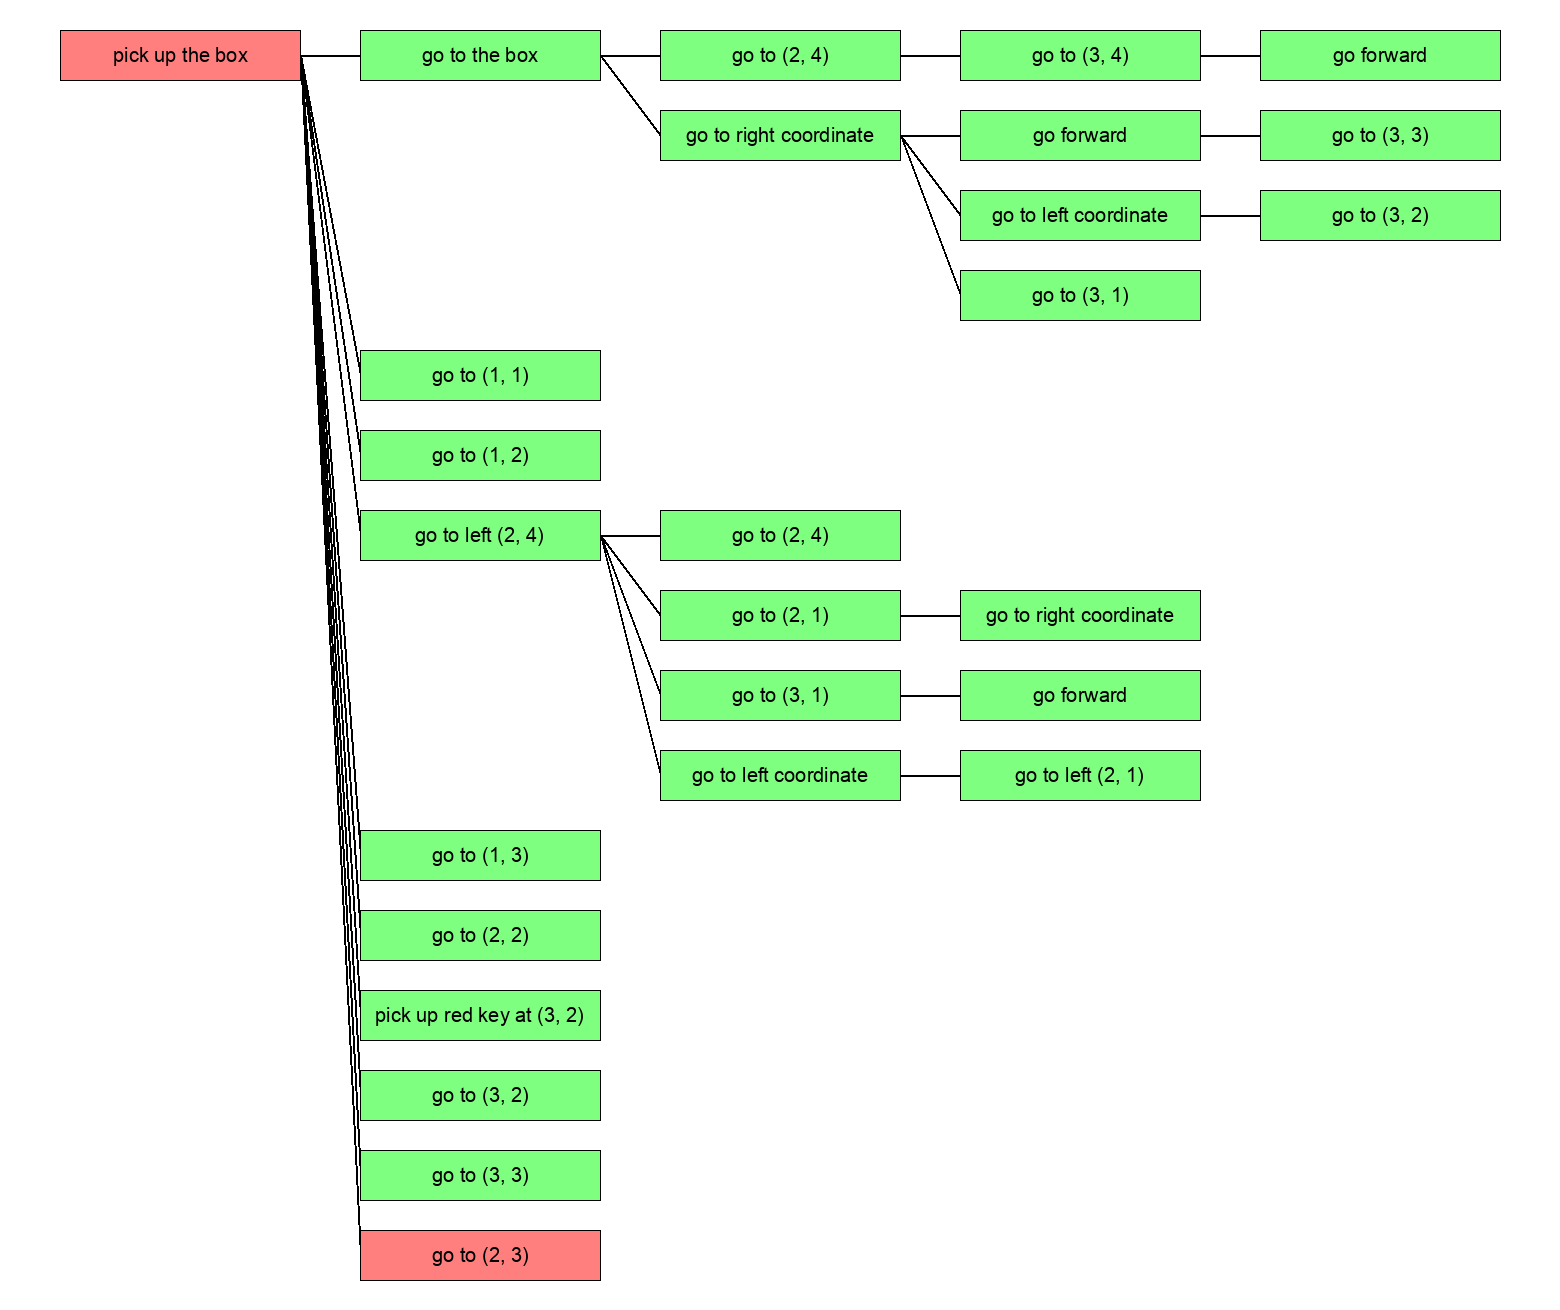 pick up the box
go to the box
go to (2, 4)
go to (3, 4)
go forward
go to right coordinate
go forward
go to (3, 3)
go to left coordinate
go to (3, 2)
go to (3, 1)
go to (1, 1)
go to (1, 2)
go to left (2, 4)
go to (2, 4)
go to (2, 1)
go to right coordinate
go to (3, 1)
go forward
go to left coordinate
go to left (2, 1)
go to (1, 3)
go to (2, 2)
pick up red key at (3, 2)
go to (3, 2)
go to (3, 3)
go to (2, 3)